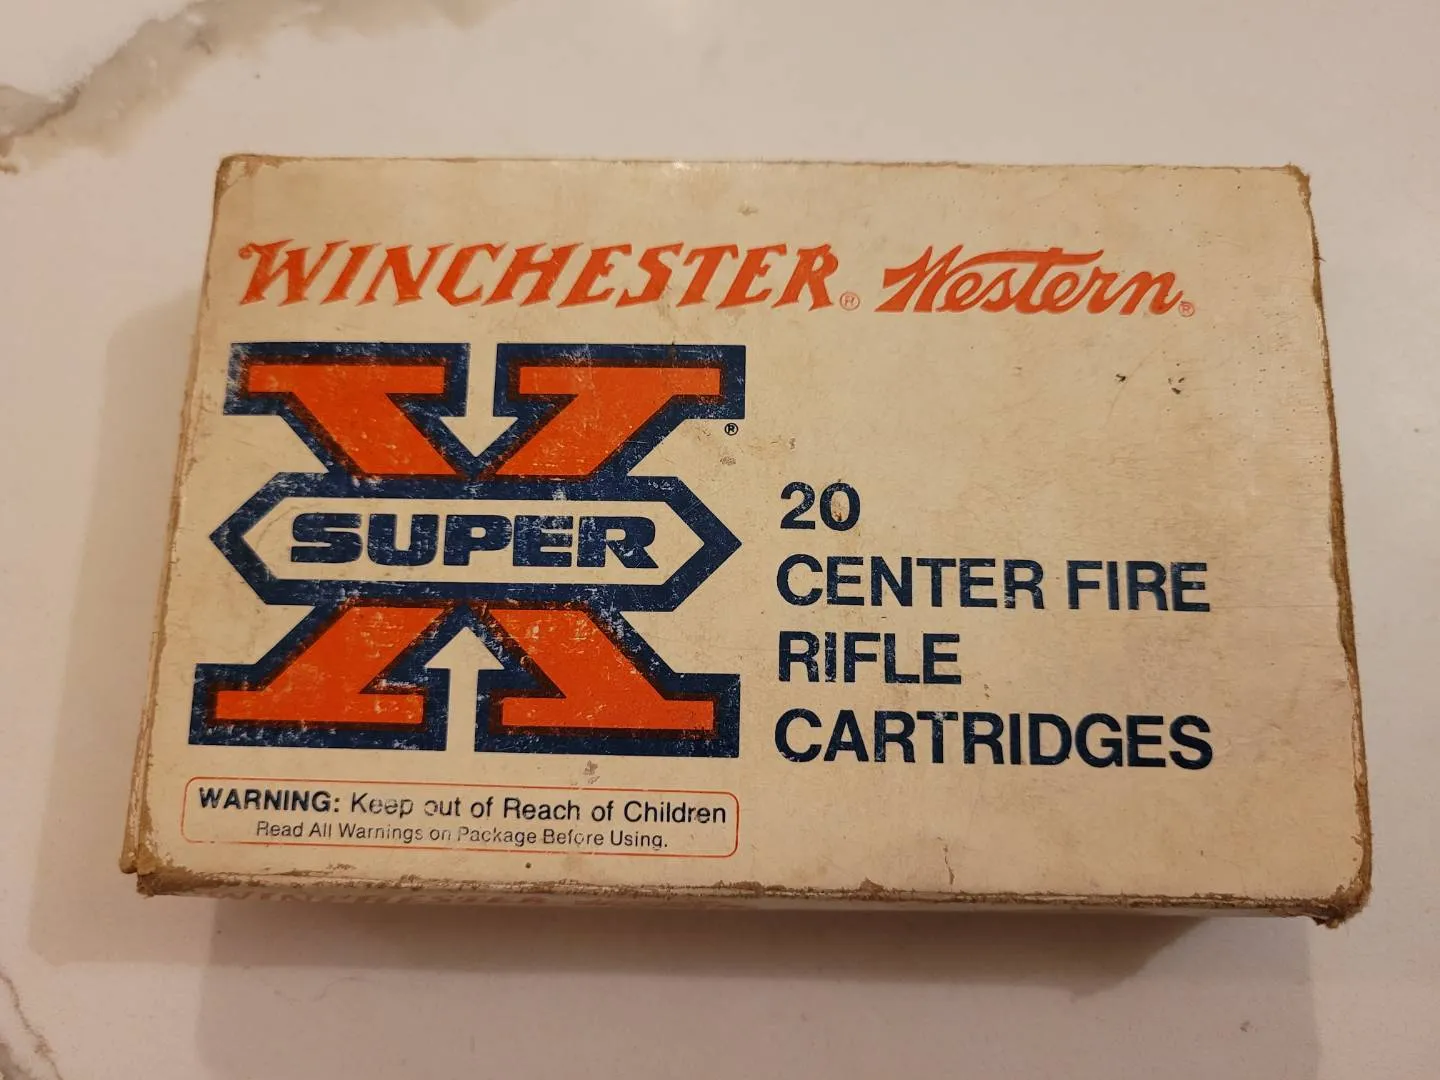 WINCHESTER® Western®
X®
SUPER
20
CENTER FIRE
RIFLE
CARTRIDGES
WARNING: Keep out of Reach of Children
Read All Warnings on Package Before Using.